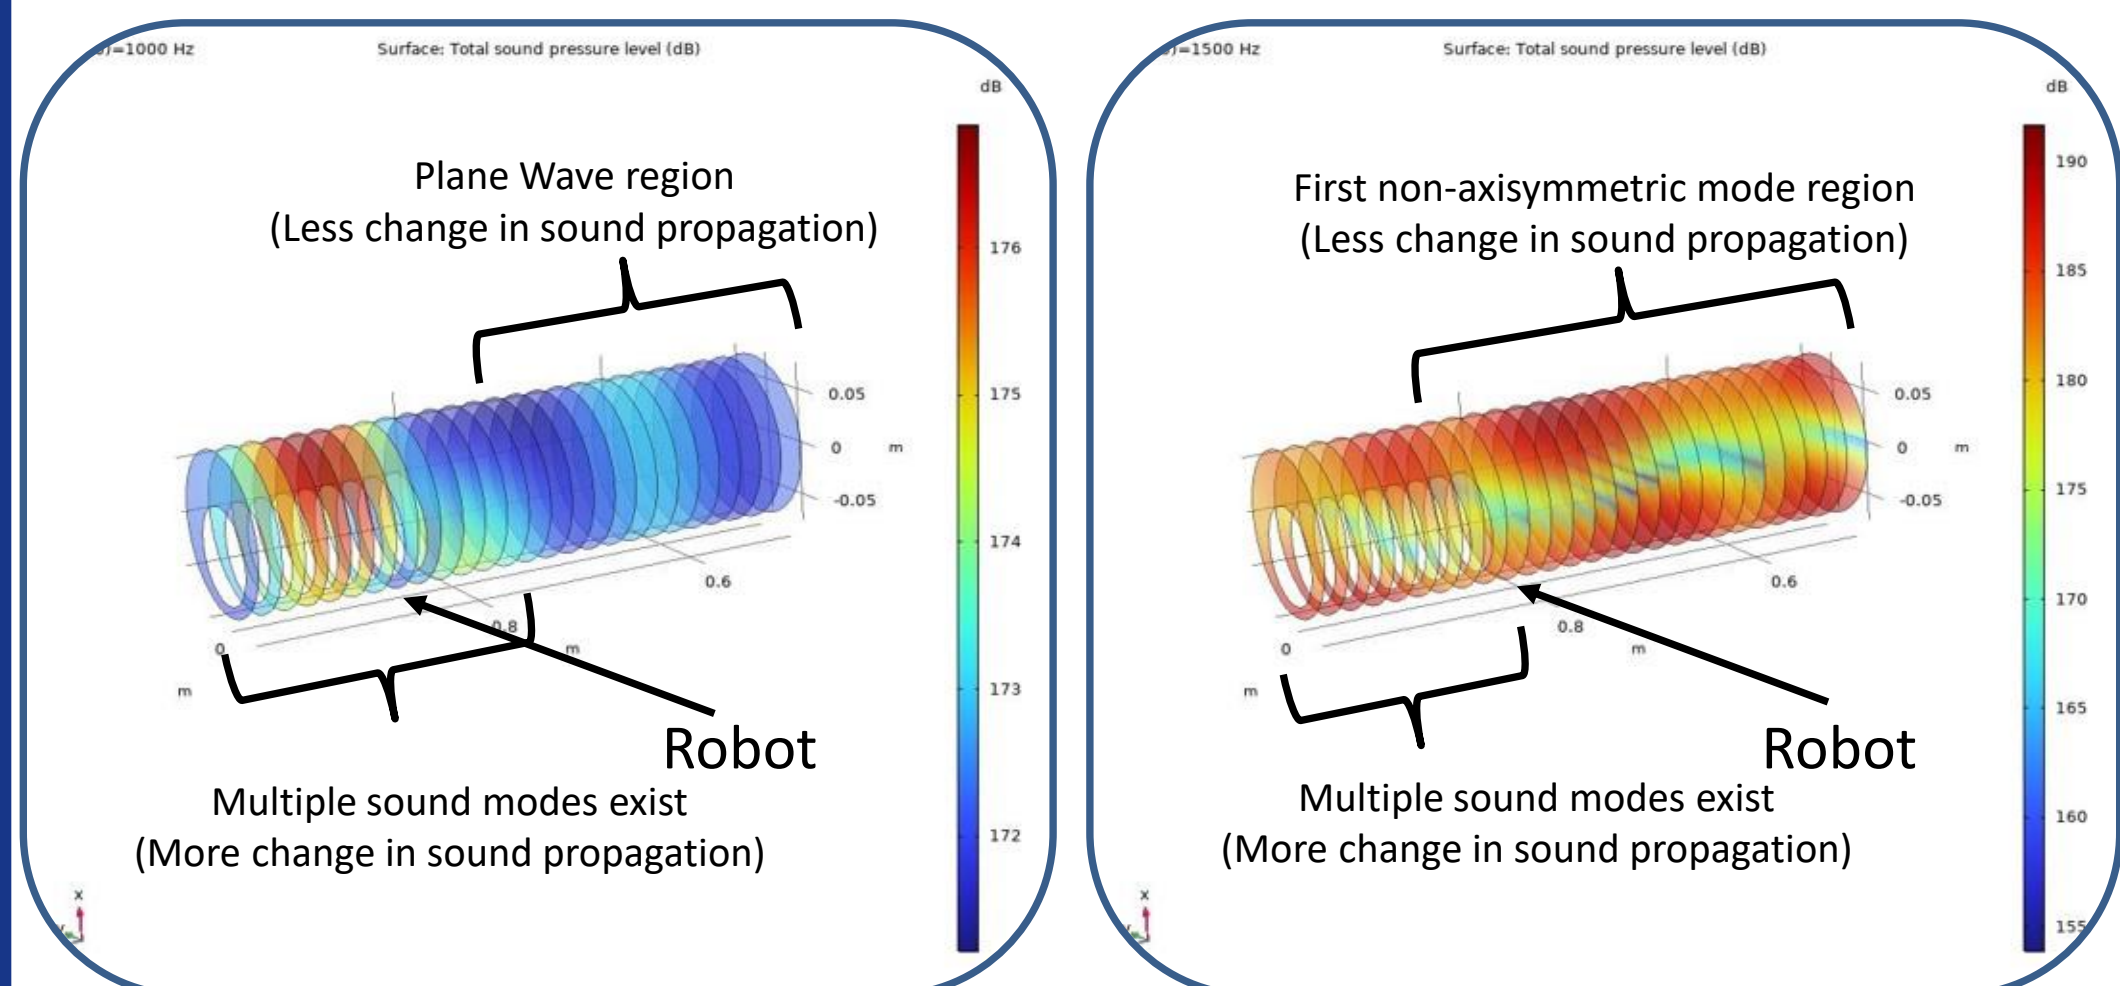 )=1000 Hz
Surface: Total sound pressure level (dB)
dB
Plane Wave region
(Less change in sound propagation)
176
175
174
173
172
0.05
0
m
-0.05
0.6
0.8
m
0
m
Robot
Multiple sound modes exist
(More change in sound propagation)
x
)=1500 Hz
Surface: Total sound pressure level (dB)
dB
First non-axisymmetric mode region
(Less change in sound propagation)
190
185
180
175
170
165
160
155
0.05
0
m
-0.05
0.6
0.8
m
0
m
Robot
Multiple sound modes exist
(More change in sound propagation)
x